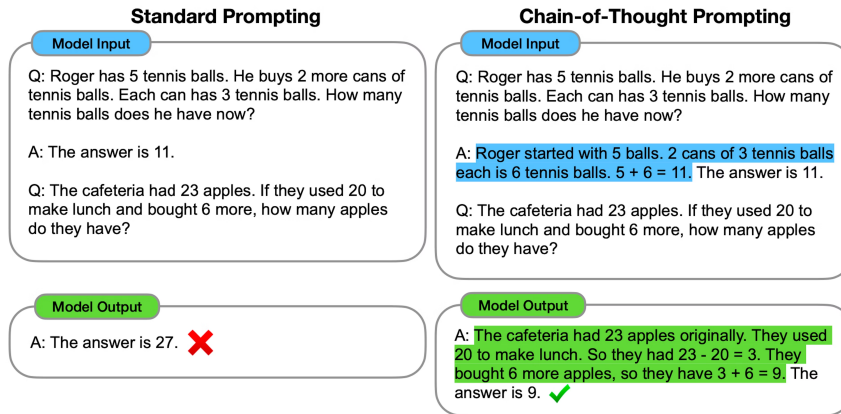 Standard Prompting
Model Input
Q: Roger has 5 tennis balls. He buys 2 more cans of
tennis balls. Each can has 3 tennis balls. How many
tennis balls does he have now?
A: The answer is 11.
Q: The cafeteria had 23 apples. If they used 20 to
make lunch and bought 6 more, how many apples
do they have?
Model Output
A: The answer is 27.
Chain-of-Thought Prompting
Model Input
Q: Roger has 5 tennis balls. He buys 2 more cans of
tennis balls. Each can has 3 tennis balls. How many
tennis balls does he have now?
A: Roger started with 5 balls. 2 cans of 3 tennis balls
each is 6 tennis balls. 5 + 6 = 11. The answer is 11.
Q: The cafeteria had 23 apples. If they used 20 to
make lunch and bought 6 more, how many apples
do they have?
Model Output
A: The cafeteria had 23 apples originally. They used
20 to make lunch. So they had 23 - 20 = 3. They
bought 6 more apples, so they have 3 + 6 = 9. The
answer is 9.